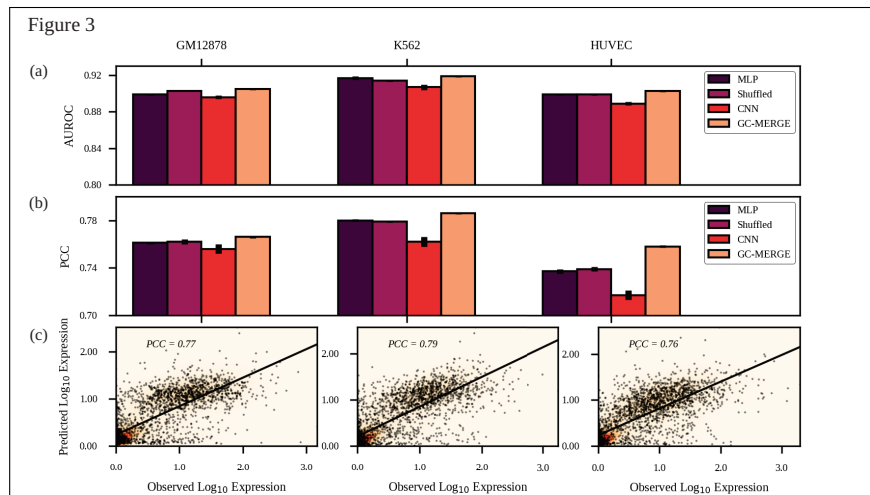 Figure 3
GM12878 K562 HUVEC
(a)
AUROC
0.92
0.88
0.84
0.80
MLP
Shuffled
CNN
GC-MERGE
(b)
PCC
0.78
0.74
0.70
MLP
Shuffled
CNN
GC-MERGE
(c)
Predicted Log10 Expression
PCC = 0.77 PCC = 0.79 PCC = 0.76
2.00 2.00 2.00
1.00 1.00 1.00
0.00 0.00 0.00
0.0 1.0 2.0 3.0 0.0 1.0 2.0 3.0 0.0 1.0 2.0 3.0
Observed Log10 Expression Observed Log10 Expression Observed Log10 Expression